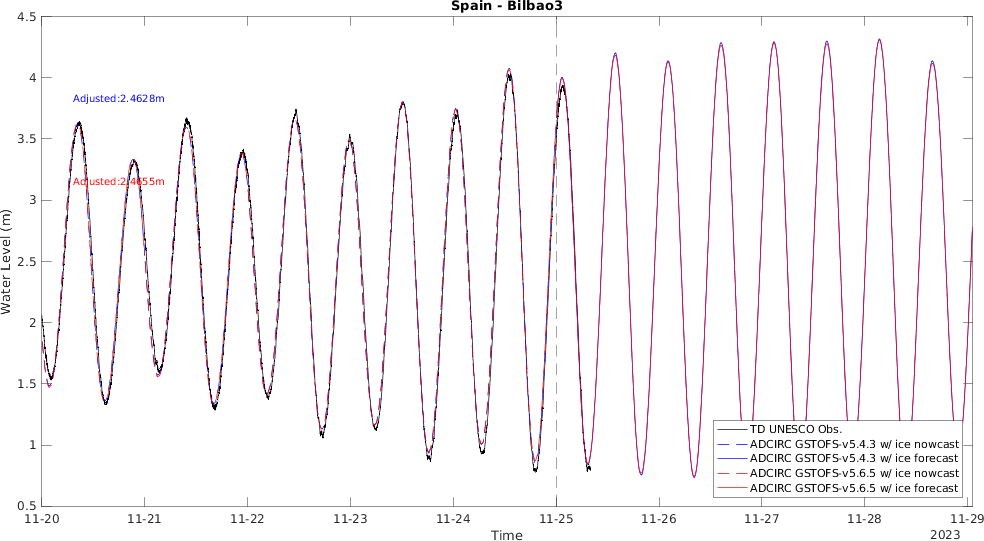 Spain - Bilbao3
Water Level (m)
4.5
4
3.5
3
2.5
2
1.5
1
0.5
Adjusted:2.4628m
Adjusted:2.4655m
TD UNESCO Obs.
ADCIRC GSTOFS-v5.4.3 w/ ice nowcast
ADCIRC GSTOFS-v5.4.3 w/ ice forecast
ADCIRC GSTOFS-v5.6.5 w/ ice nowcast
ADCIRC GSTOFS-v5.6.5 w/ ice forecast
11-20 11-21 11-22 11-23 11-24 11-25 11-26 11-27 11-28 11-29
Time
2023